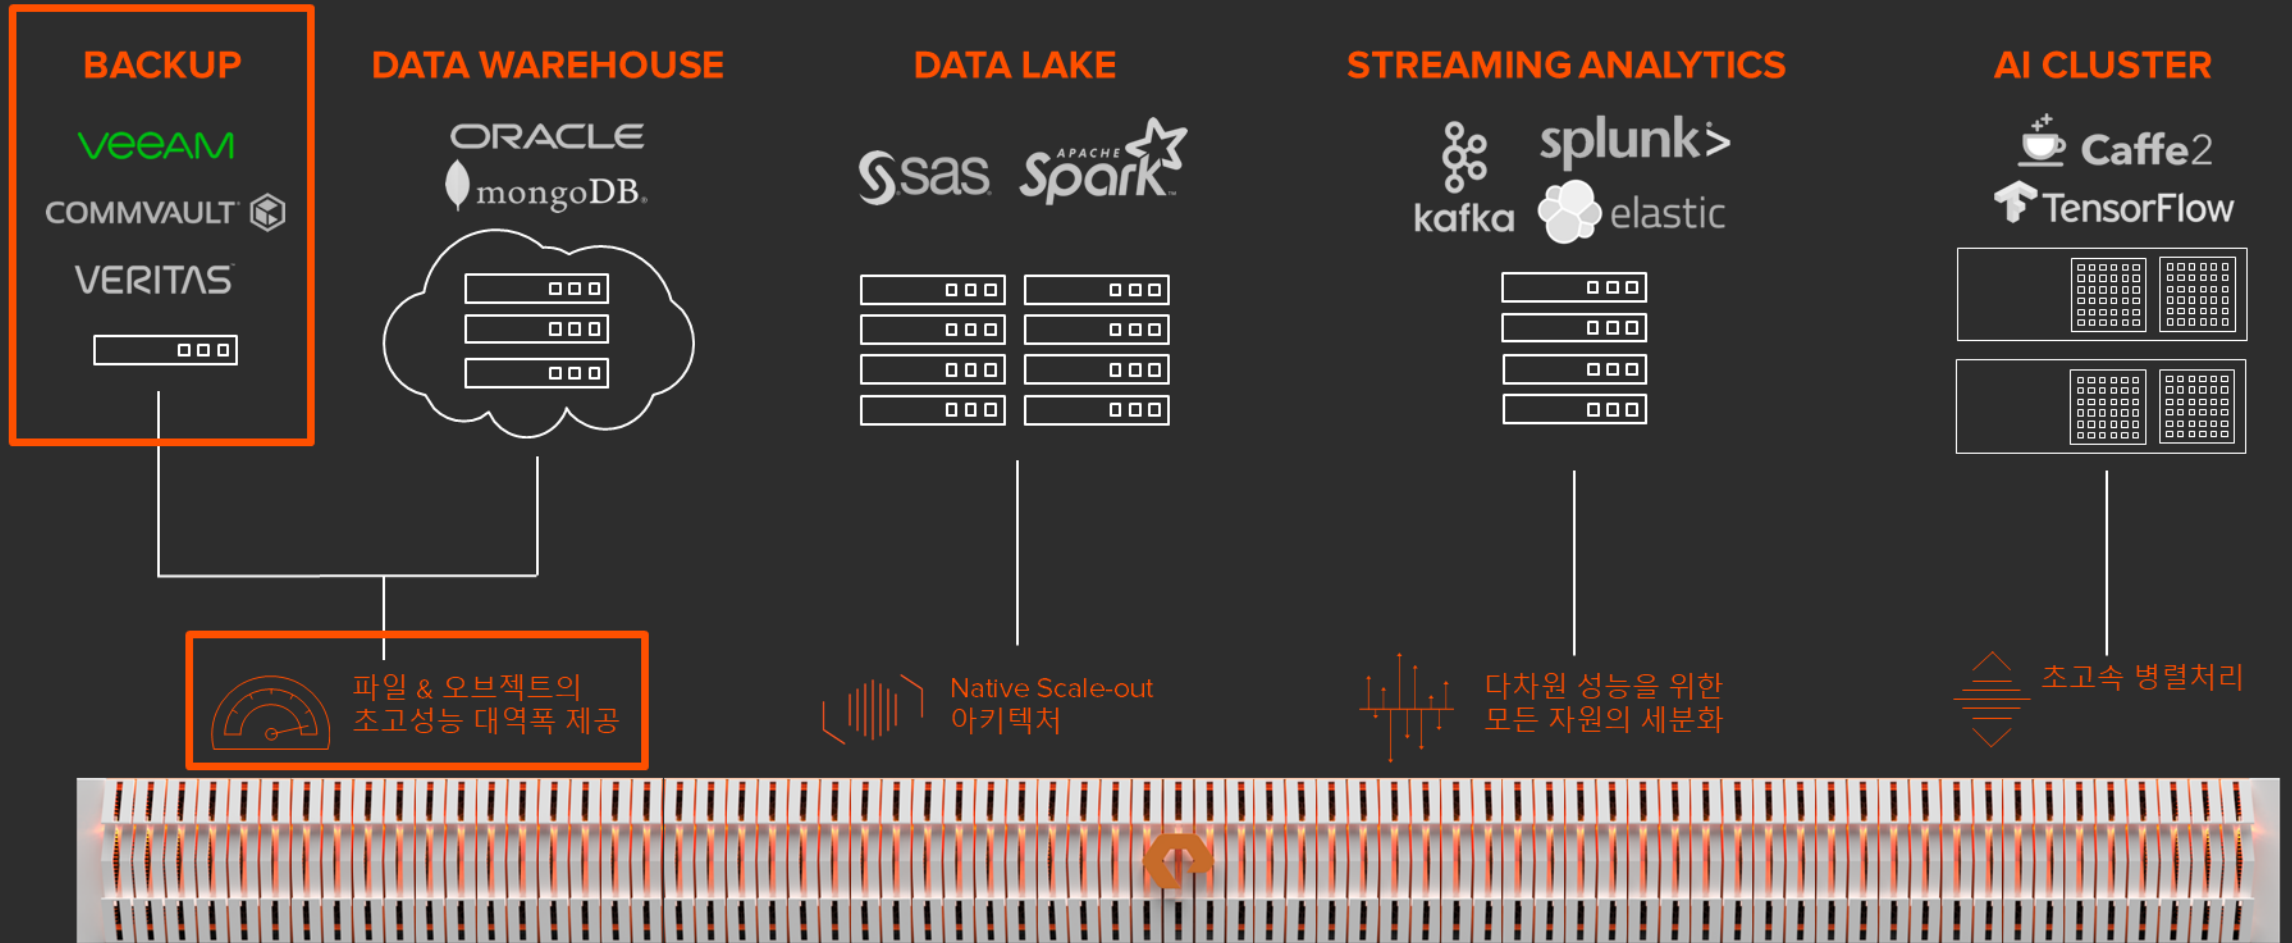 BACKUP
veeAM
COMMVAULT
VERITAS™
DATA WAREHOUSE
ORACLE
mongoDB®
DATA LAKE
sas
APACHE
Spark™
STREAMING ANALYTICS
kafka
splunk>
elastic
AI CLUSTER
Caffe2
TensorFlow
파일 & 오브젝트의
초고성능 대역폭 제공
Native Scale-out
아키텍처
다차원 성능을 위한
모든 자원의 세분화
초고속 병렬처리